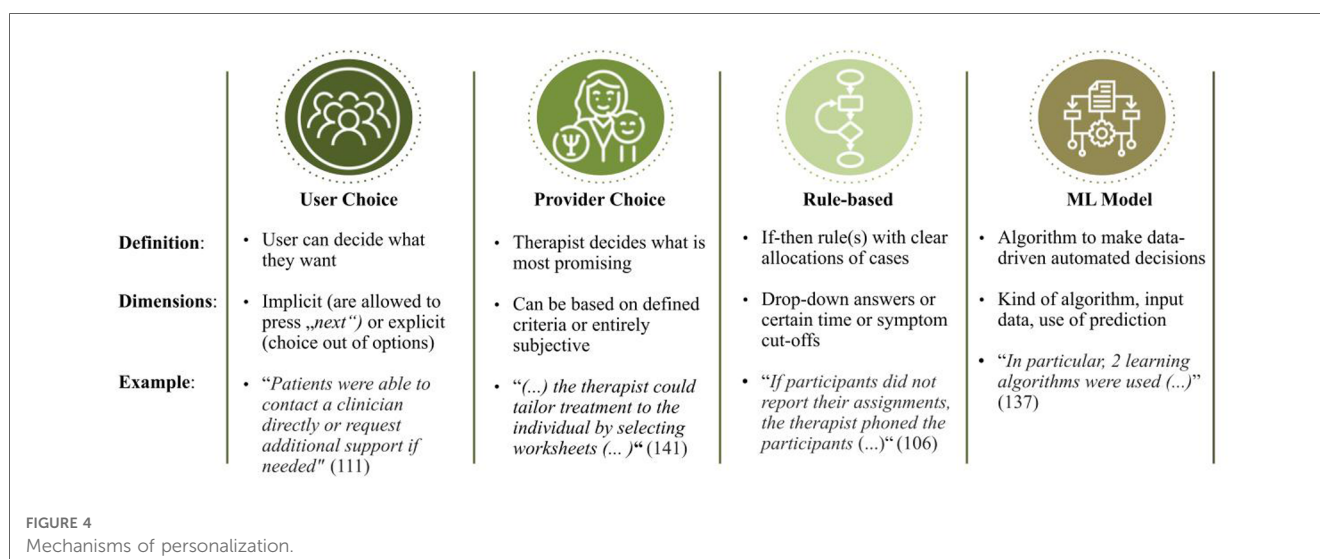 User Choice
Provider Choice
Rule-based
ML Model
Definition:
• User can decide what
they want
• Therapist decides what is
most promising
• If-then rule(s) with clear
allocations of cases
• Algorithm to make data-
driven automated decisions
Dimensions:
• Implicit (are allowed to
press „next“) or explicit
(choice out of options)
• Can be based on defined
criteria or entirely
subjective
• Drop-down answers or
certain time or symptom
cut-offs
• Kind of algorithm, input
data, use of prediction
Example:
• “Patients were able to
contact a clinician
directly or request
additional support if
needed" (111)
• “(...) the therapist could
tailor treatment to the
individual by selecting
worksheets (... )“ (141)
• “If participants did not
report their assignments,
the therapist phoned the
participants (...)“ (106)
• “In particular, 2 learning
algorithms were used (...)”
(137)
FIGURE 4
Mechanisms of personalization.